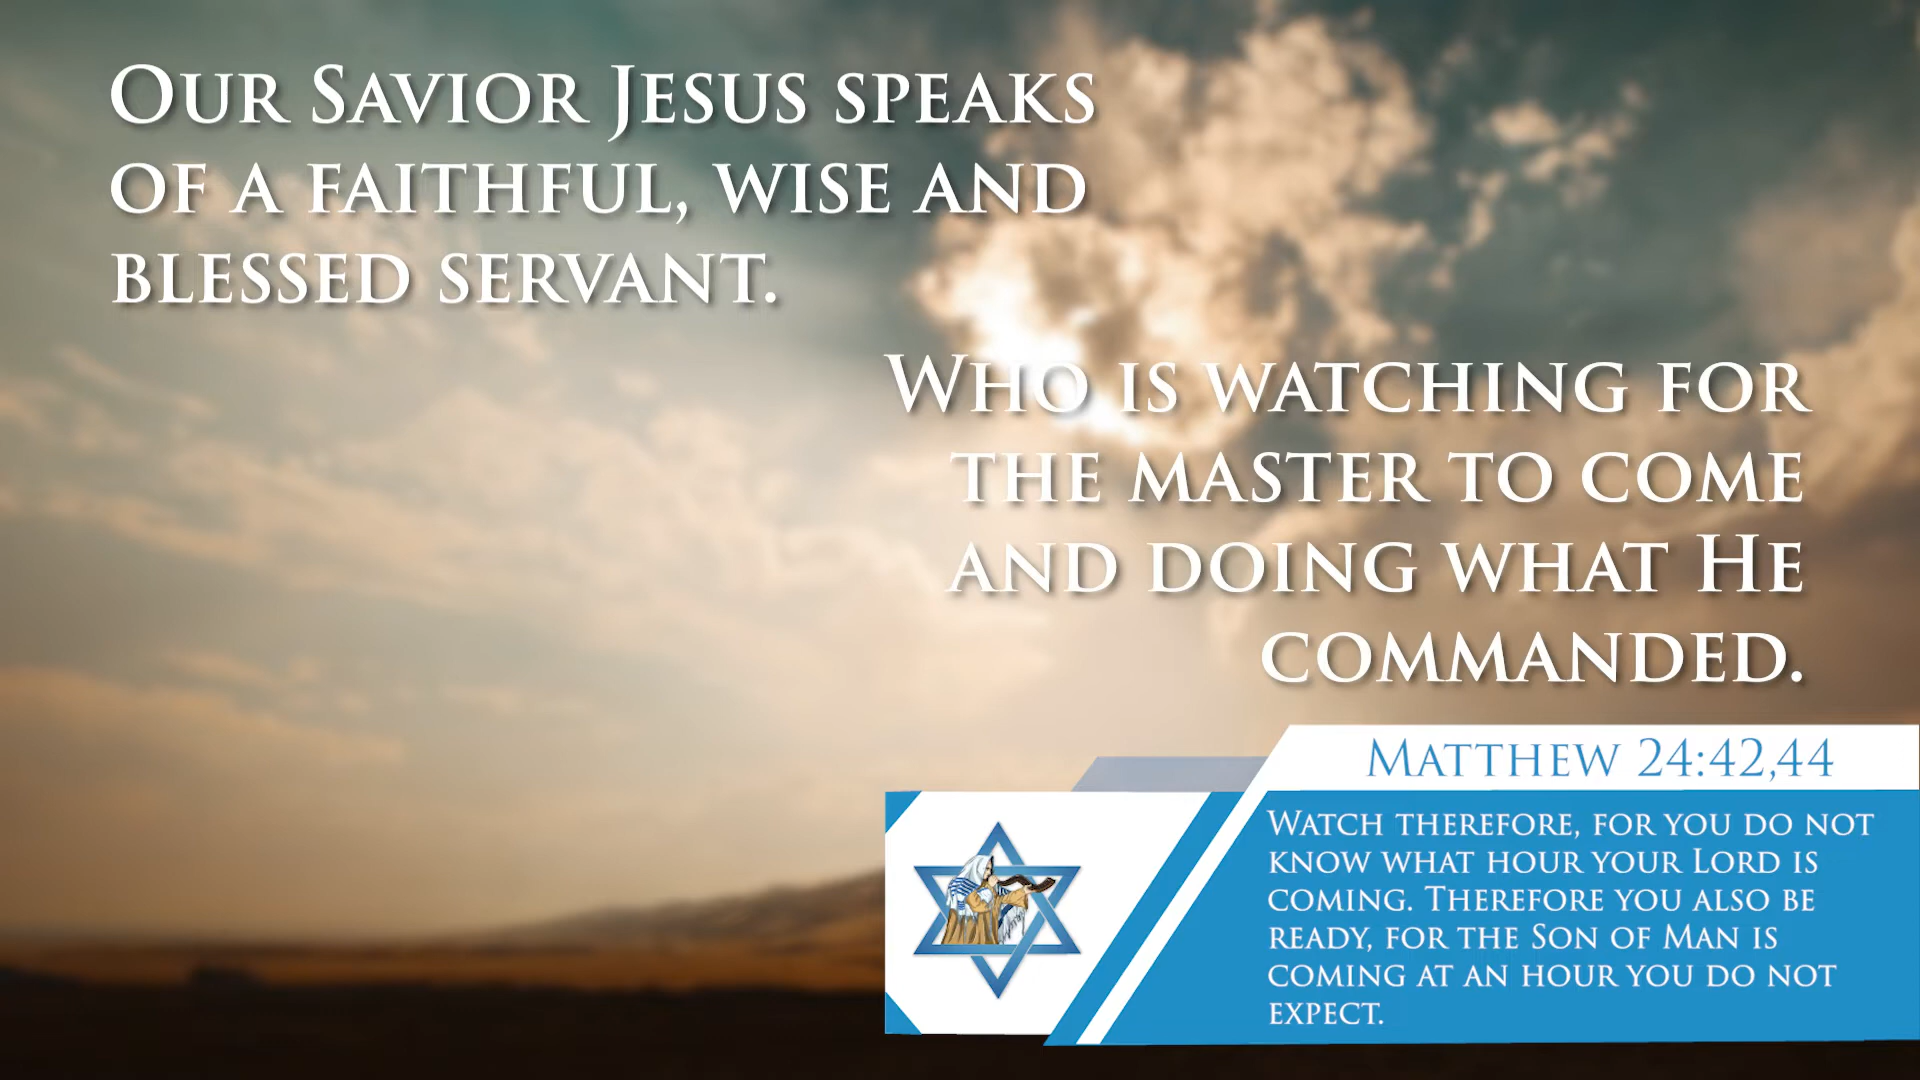 Our Savior Jesus speaks
of a faithful, wise and
blessed servant.
Who is watching for
the master to come
and doing what He
commanded.
Matthew 24:42,44
Watch therefore, for you do not
know what hour your Lord is
coming. Therefore you also be
ready, for the Son of Man is
coming at an hour you do not
expect.